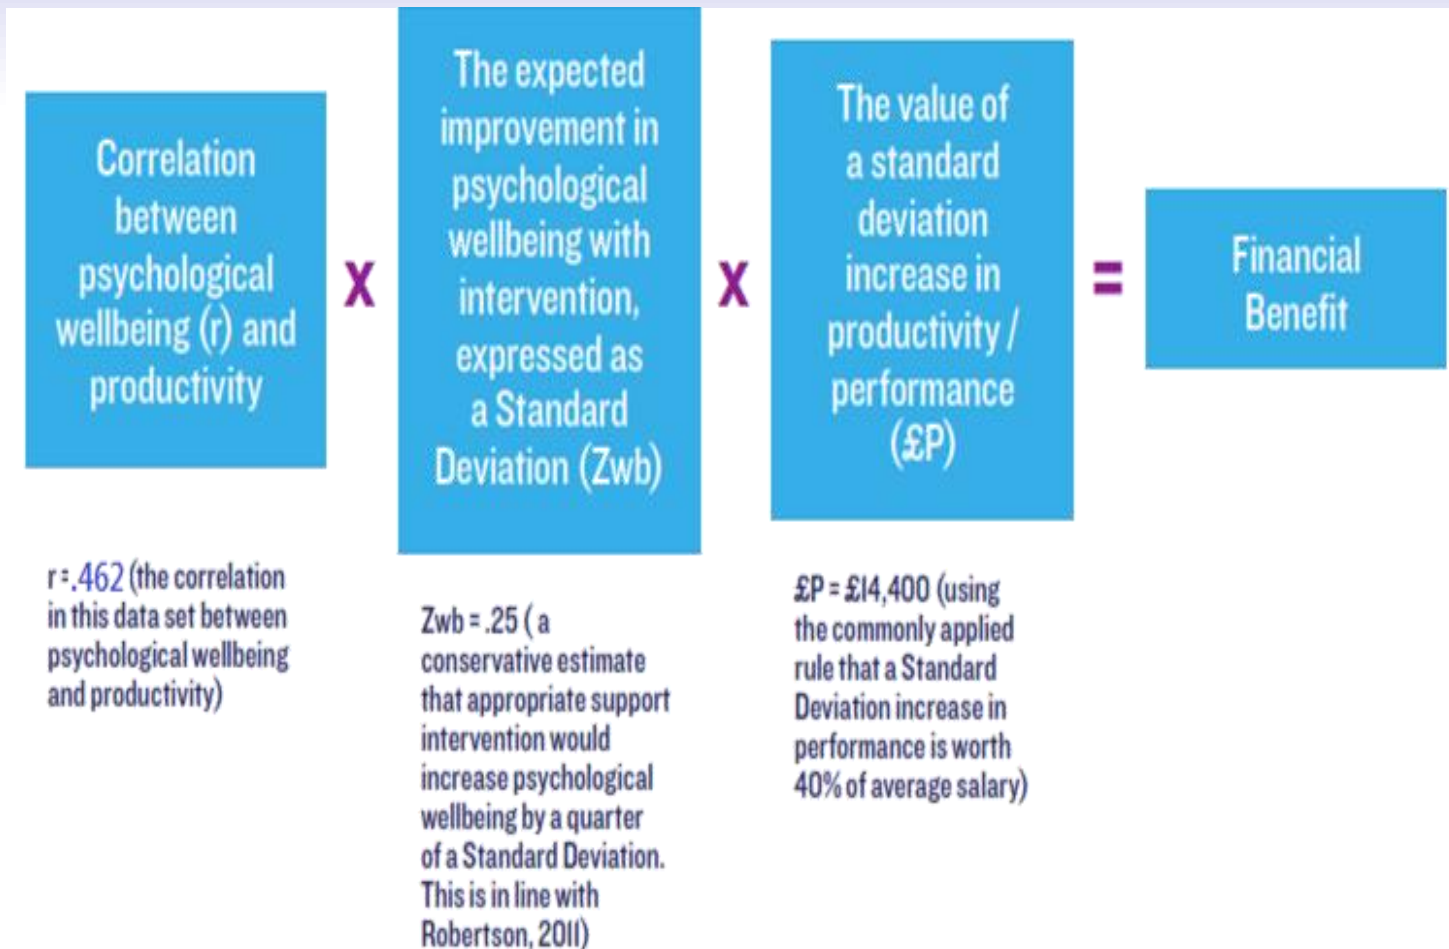 Correlation
between
psychological
wellbeing (r) and
productivity
x
The expected
improvement in
psychological
wellbeing with
intervention,
expressed as
a Standard
Deviation (Zwb)
x
The value of
a standard
deviation
increase in
productivity /
performance
(£P)
=
Financial
Benefit
r = .462 (the correlation
in this data set between
psychological wellbeing
and productivity)
Zwb = .25 ( a
conservative estimate
that appropriate support
intervention would
increase psychological
wellbeing by a quarter
of a Standard Deviation.
This is in line with
Robertson, 2011)
£P = £14,400 (using
the commonly applied
rule that a Standard
Deviation increase in
performance is worth
40% of average salary)